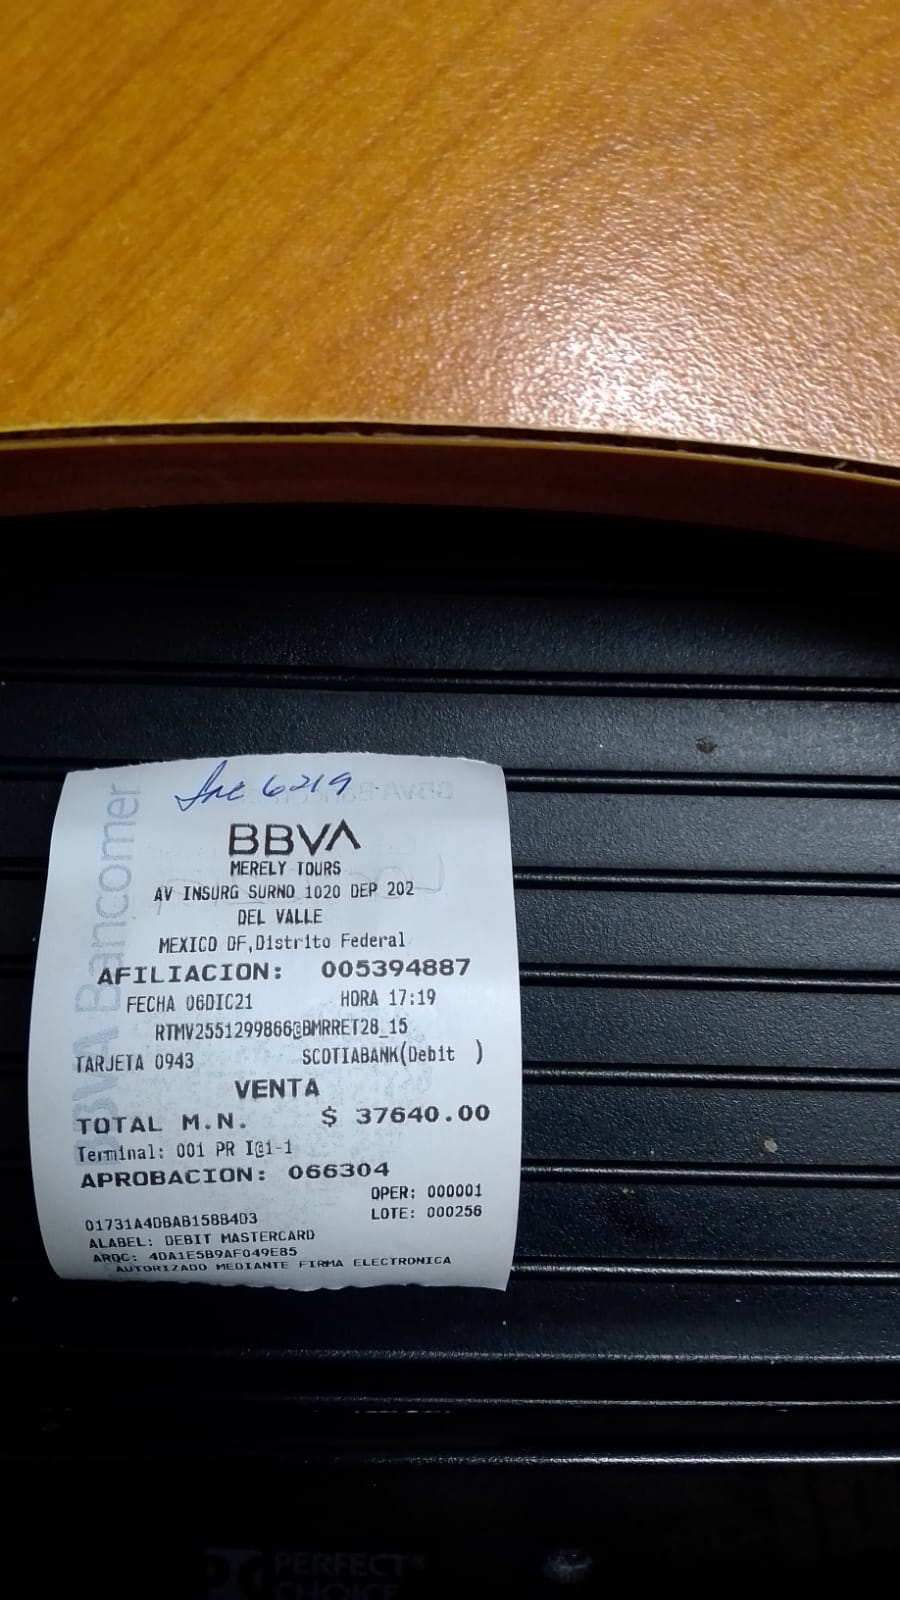 6219
BBVA
MERELY TOURS
AV INSURG SURNO 1020 DEP 202
DEL VALLE
MEXICO DF,Distrito Federal
AFILIACION: 005394887
FECHA 06DIC21 HORA 17:19
RTMV2551299866@BMRRET28_15
TARJETA 0943 SCOTIABANK(Debit )
VENTA
TOTAL M.N. $ 37640.00
Terminal: 001 PR I@1-1
APROBACION: 066304
OPER: 000001
LOTE: 000256
01731A4DBAB158B4D3
ALABEL: DEBIT MASTERCARD
ARQC: 4DA1E5B9AF049E85
AUTORIZADO MEDIANTE FIRMA ELECTRONICA
BBVA Bancomer
PERFECT
CHOICE